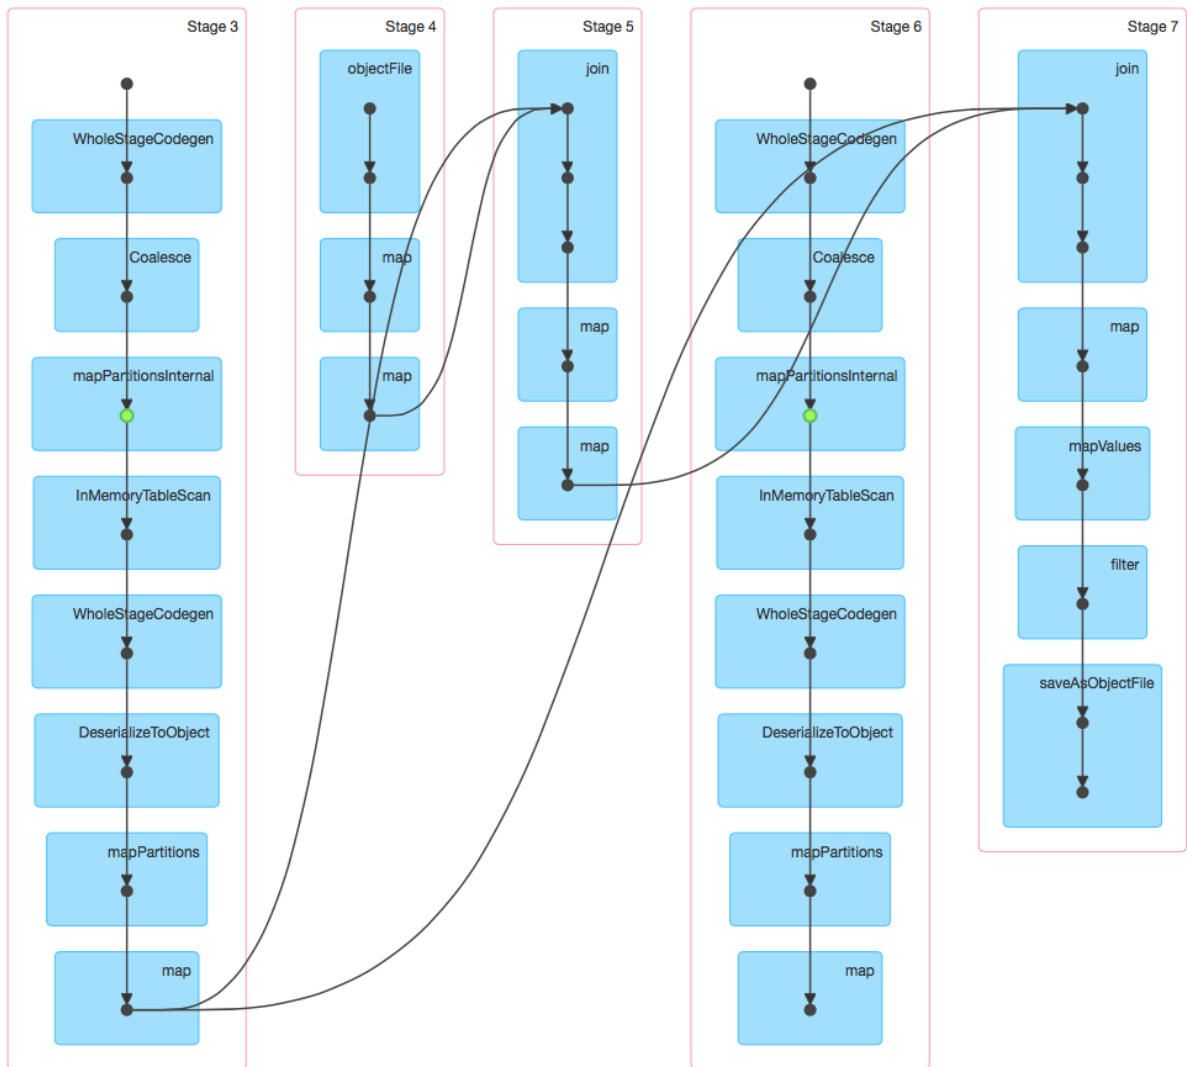 Stage 3
WholeStageCodegen
Coalesce
mapPartitionsInternal
InMemoryTableScan
WholeStageCodegen
DeserializeToObject
mapPartitions
map
Stage 4
objectFile
map
map
Stage 5
join
map
map
Stage 6
WholeStageCodegen
Coalesce
mapPartitionsInternal
InMemoryTableScan
WholeStageCodegen
DeserializeToObject
mapPartitions
map
Stage 7
join
map
mapValues
filter
saveAsObjectFile